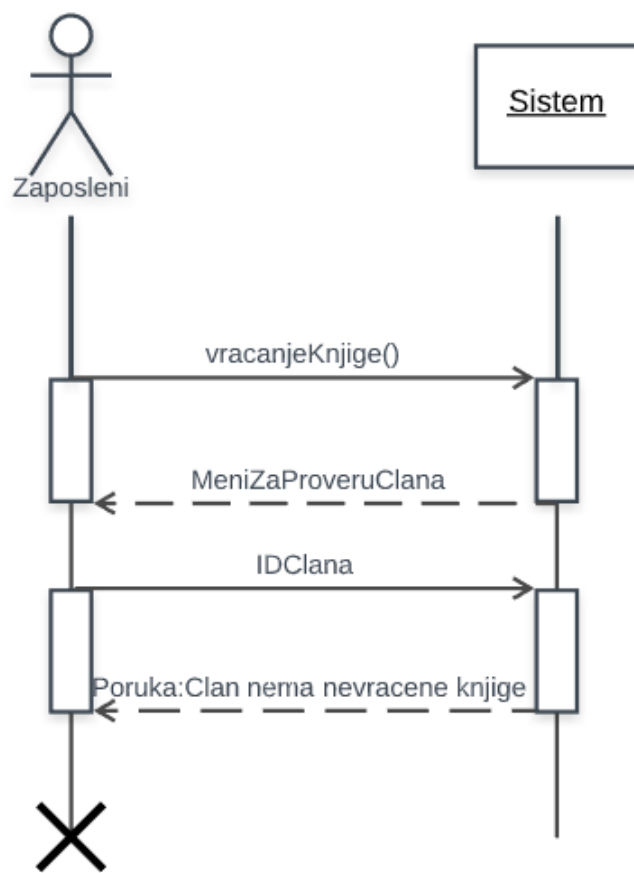 Sistem
Zaposleni
vracanjeKnjige()
MeniZaProveruClana
IDClana
Poruka:Clan nema nevracene knjige